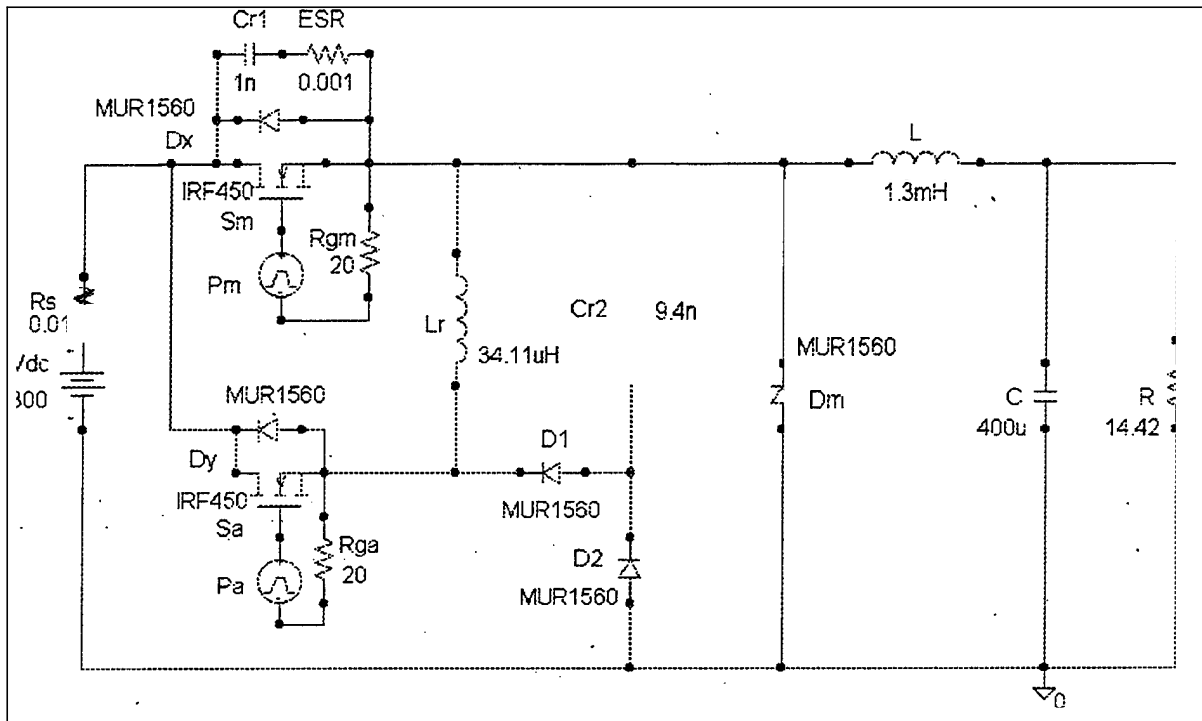 Cr1 ESR
1n 0.001
MUR1560
Dx
IRF450
Sm
Rgm
20
Pm
L
1.3mH
Rs
0.01
Vdc
300
Lr
34.11uH
Cr2 9.4n
MUR1560
Dm
C
400u
R
14.42
MUR1560
Dy
IRF450
Sa
Rga
20
Pa
D1
MUR1560
D2
MUR1560
0